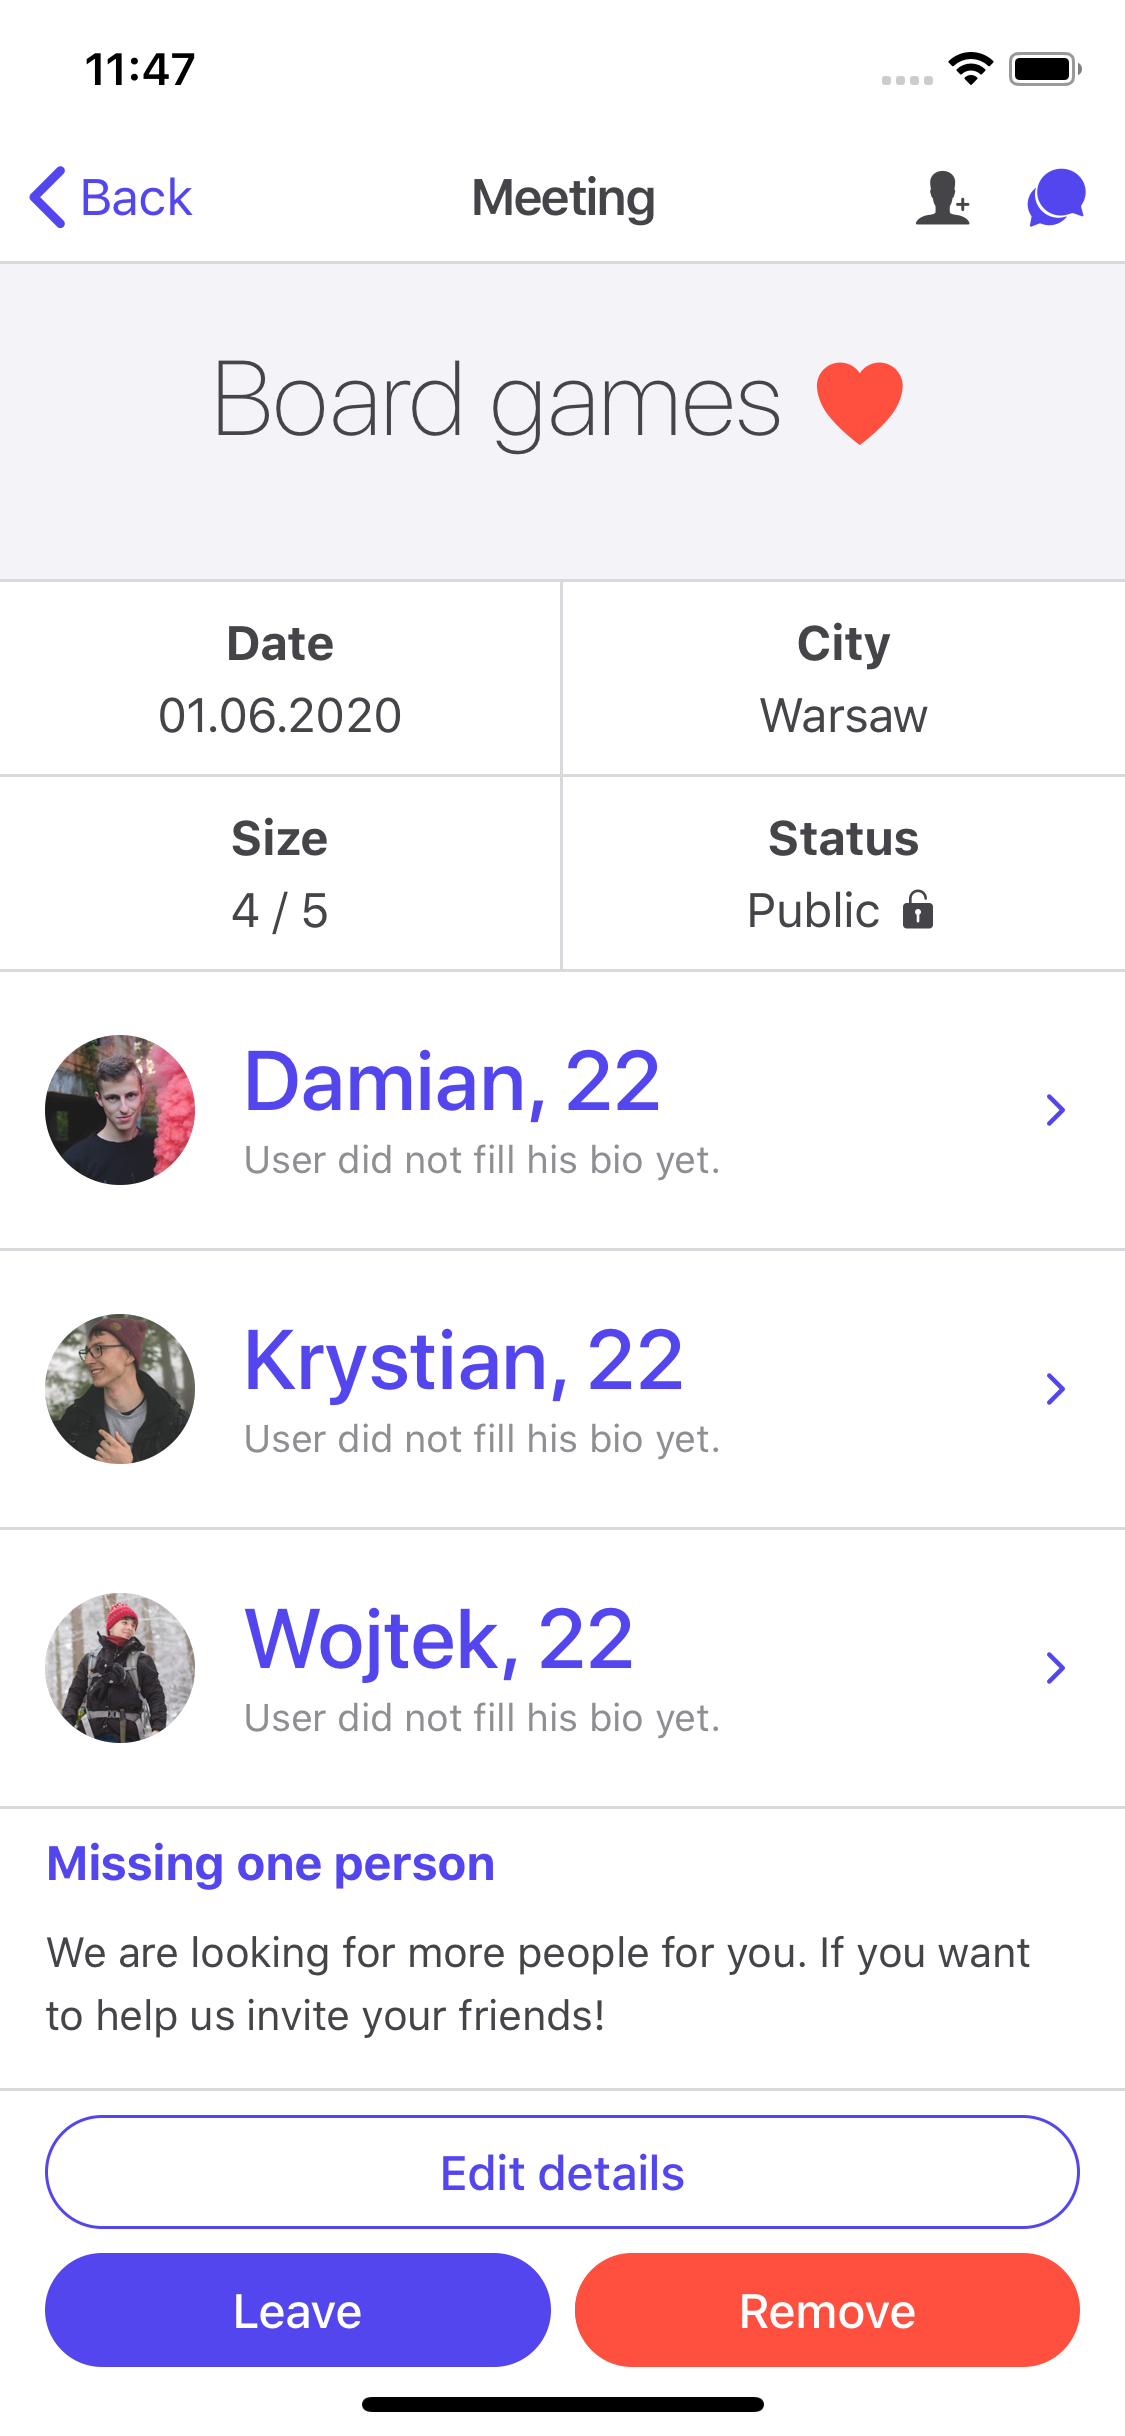 11:47
Back
Meeting
Board games
Date
01.06.2020
City
Warsaw
Size
4 / 5
Status
Public
Damian, 22
User did not fill his bio yet.
Krystian, 22
User did not fill his bio yet.
Wojtek, 22
User did not fill his bio yet.
Missing one person
We are looking for more people for you. If you want
to help us invite your friends!
Edit details
Leave
Remove